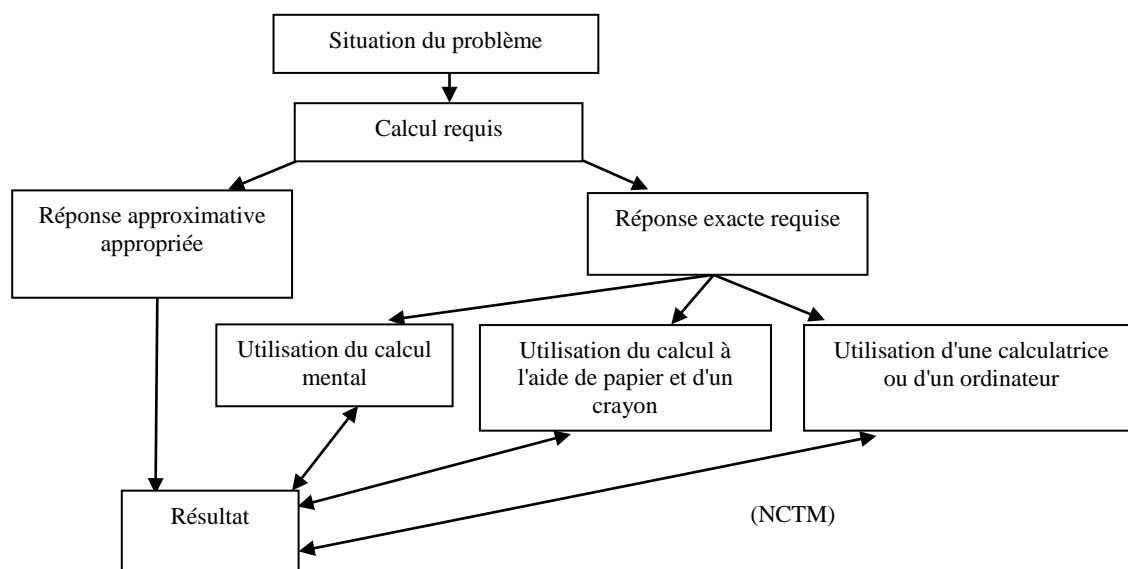 Situation du problème
Calcul requis
Réponse approximative
appropriée
Réponse exacte requise
Utilisation du calcul
mental
Utilisation du calcul à
l'aide de papier et d'un
crayon
Utilisation d'une calculatrice
ou d'un ordinateur
Résultat
(NCTM)